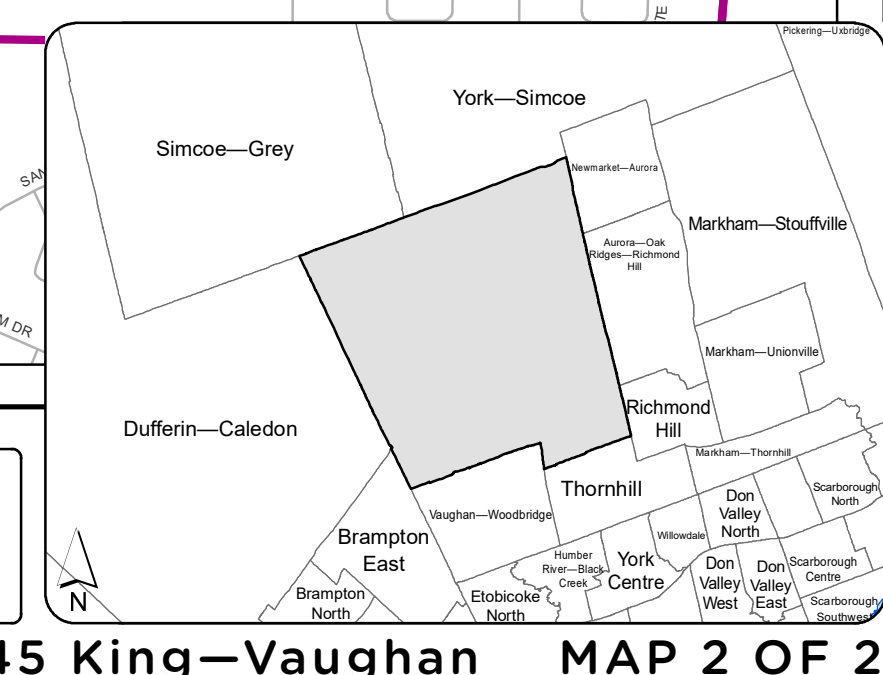 Pickering—Uxbridge
York—Simcoe
Simcoe—Grey
Newmarket—Aurora
Markham—Stouffville
Aurora—Oak
Ridges—Richmond
Hill
Markham—Unionville
Richmond
Hill
Dufferin—Caledon
Markham—Thornhill
Thornhill
Scarborough
North
Don
Valley
North
Vaughan—Woodbridge
Willowdale
Brampton
East
Humber
River—Black
Creek
York
Centre
Don
Valley
West
Don
Valley
East
Scarborough
Centre
Brampton
North
Etobicoke
North
Scarborough
Southwest
N
M DR
45 King—Vaughan MAP 2 OF 2